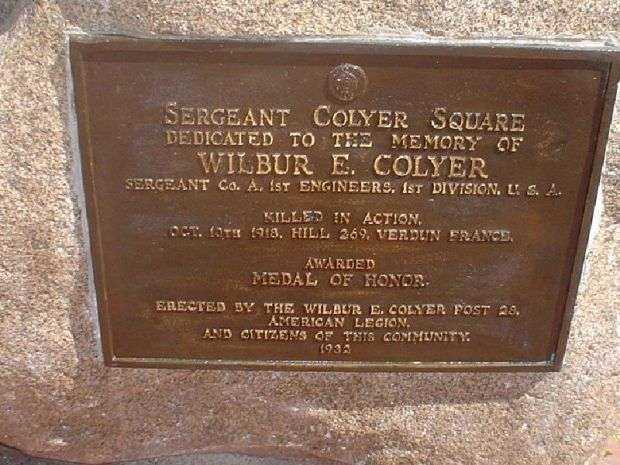 SERGEANT COLYER SQUARE
DEDICATED TO THE MEMORY OF
WILBUR E. COLYER
SERGEANT CO. A. 1ST ENGINEERS. 1ST DIVISION. U. S. A.
KILLED IN ACTION.
OCT. 10TH 1918. HILL 269. VERDUN FRANCE.
AWARDED
MEDAL OF HONOR.
ERECTED BY THE WILBUR E. COLYER POST 28.
AMERICAN LEGION.
AND CITIZENS OF THIS COMMUNITY.
1932